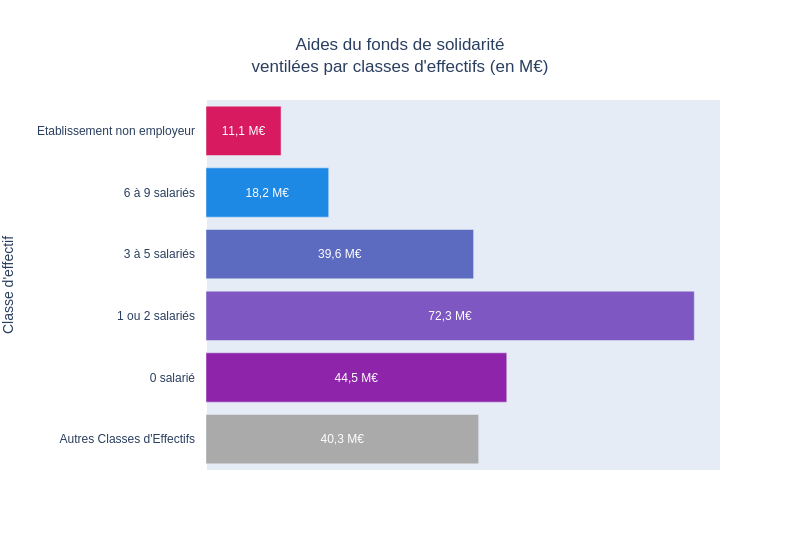 Aides du fonds de solidarité
ventilées par classes d'effectifs (en M€)
Classe d'effectif
Etablissement non employeur
11,1 M€
6 à 9 salariés
18,2 M€
3 à 5 salariés
39,6 M€
1 ou 2 salariés
72,3 M€
0 salarié
44,5 M€
Autres Classes d'Effectifs
40,3 M€